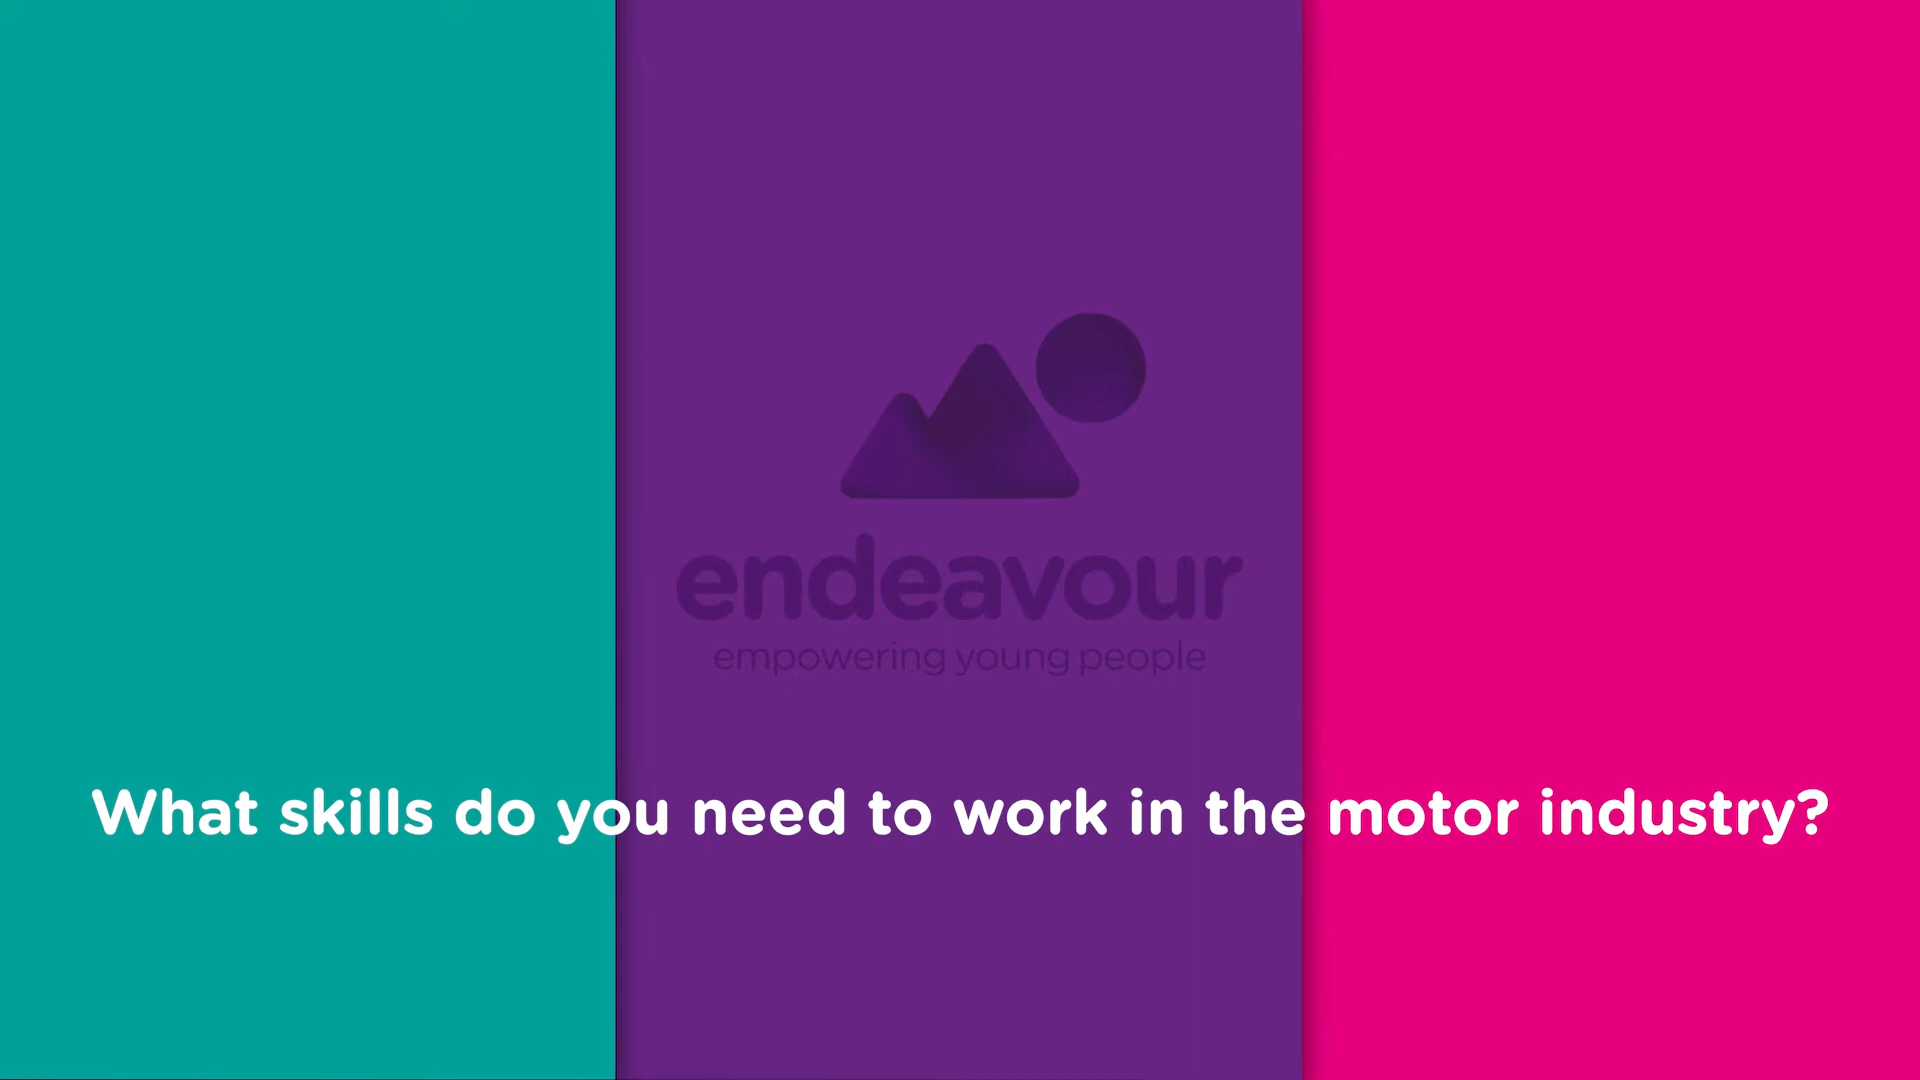 endeavour
empowering young people
What skills do you need to work in the motor industry?